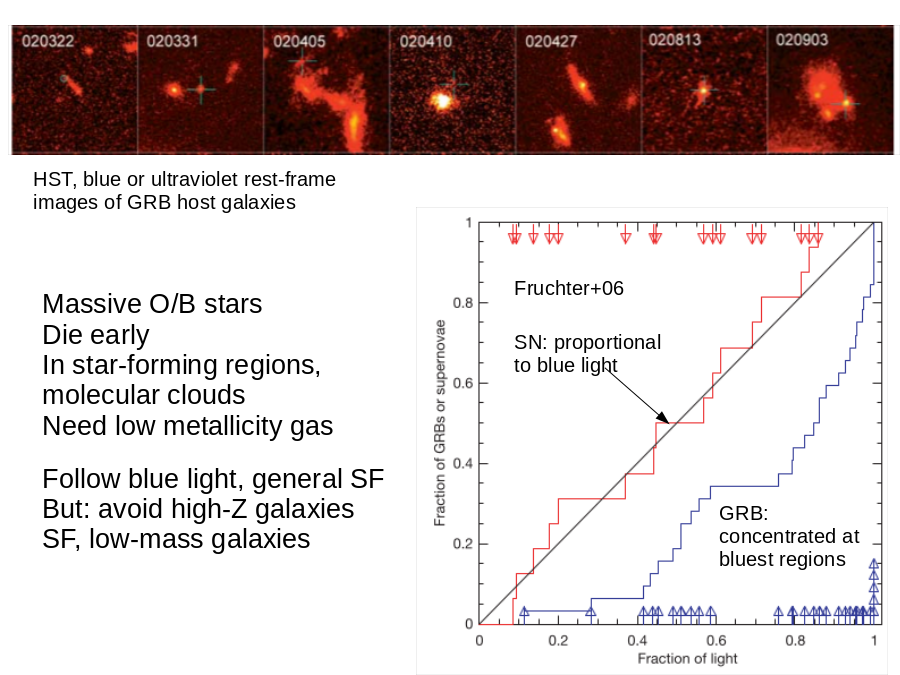 020322 020331 020405 020410 020427 020813 020903
HST, blue or ultraviolet rest-frame
images of GRB host galaxies
Massive O/B stars
Die early
In star-forming regions,
molecular clouds
Need low metallicity gas
Follow blue light, general SF
But: avoid high-Z galaxies
SF, low-mass galaxies
Fraction of GRBs or supernovae
1
0.8
0.6
0.4
0.2
0
Fruchter+06
SN: proportional
to blue light
GRB:
concentrated at
bluest regions
0 0.2 0.4 0.6 0.8 1
Fraction of light